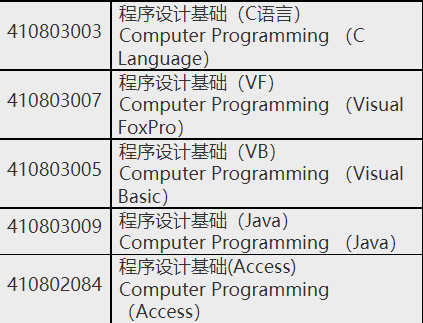 410803003
程序设计基础（C语言）
Computer Programming （C
Language）
410803007
程序设计基础（VF）
Computer Programming （Visual
FoxPro）
410803005
程序设计基础（VB）
Computer Programming （Visual
Basic）
410803009
程序设计基础（Java）
Computer Programming （Java）
410802084
程序设计基础(Access)
Computer Programming
（Access）